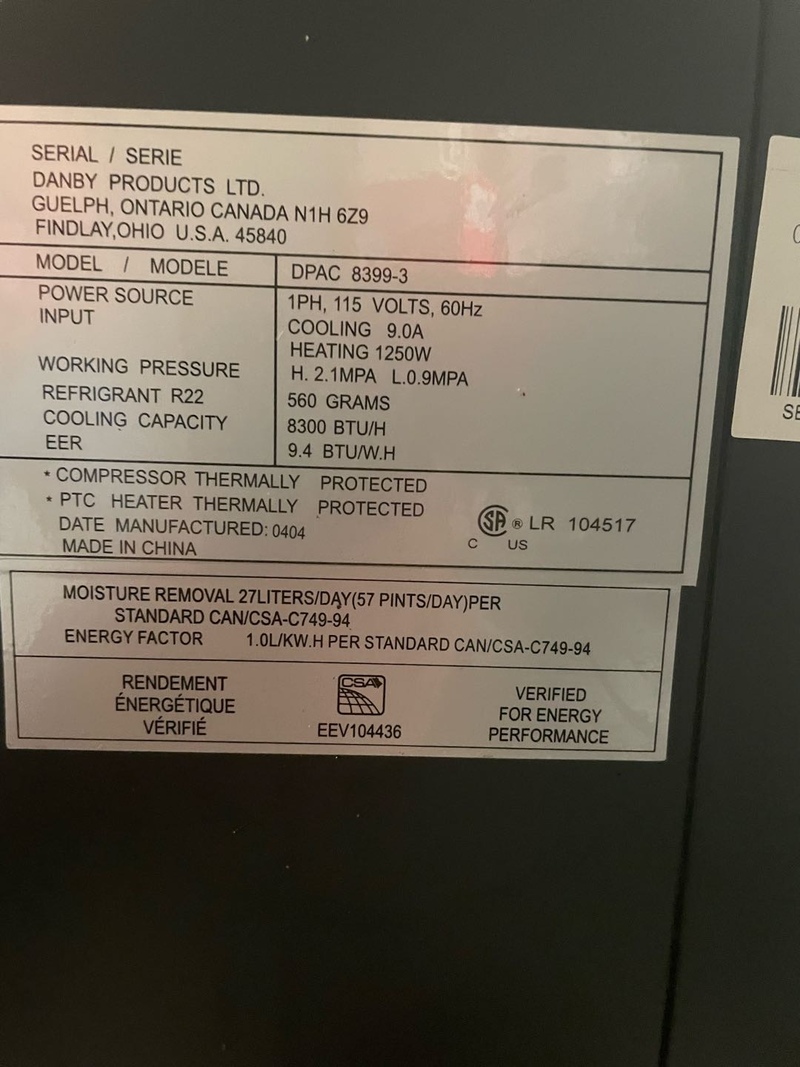 SERIAL / SERIE
DANBY PRODUCTS LTD.
GUELPH, ONTARIO CANADA N1H 6Z9
FINDLAY,OHIO U.S.A. 45840
MODEL / MODELE DPAC 8399-3
POWER SOURCE 1PH, 115 VOLTS, 60Hz
INPUT COOLING 9.0A
HEATING 1250W
WORKING PRESSURE H. 2.1MPA L.0.9MPA
REFRIGRANT R22 560 GRAMS
COOLING CAPACITY 8300 BTU/H
EER 9.4 BTU/W.H
* COMPRESSOR THERMALLY PROTECTED
* PTC HEATER THERMALLY PROTECTED
DATE MANUFACTURED: 0404
MADE IN CHINA
SA ® LR 104517
C US
MOISTURE REMOVAL 27LITERS/DAY(57 PINTS/DAY)PER
STANDARD CAN/CSA-C749-94
ENERGY FACTOR 1.0L/KW.H PER STANDARD CAN/CSA-C749-94
RENDEMENT
ÉNERGÉTIQUE
VÉRIFIÉ
CSA
EEV104436
VERIFIED
FOR ENERGY
PERFORMANCE